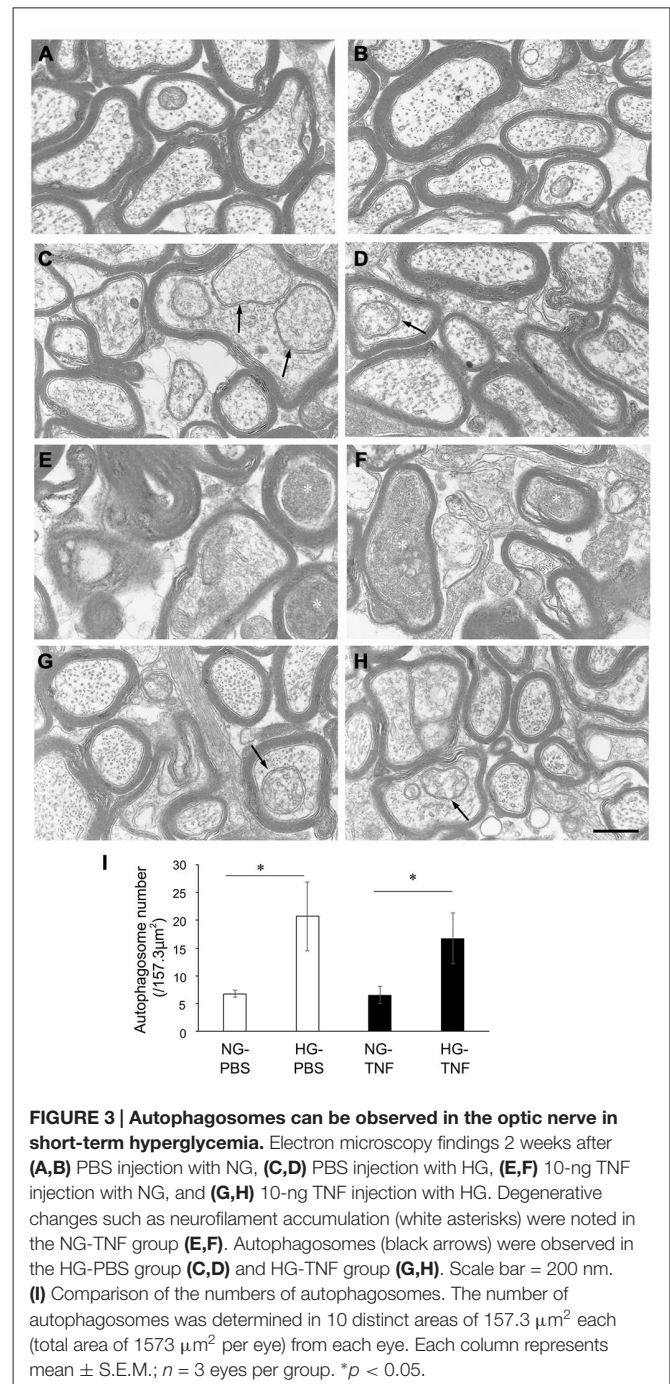 A
B
C
D
E
*
*
F
*
*
G
H
I
Autophagosome number
(/157.3µm²)
30
25
20
15
10
5
0
*
*
NG-
PBS
HG-
PBS
NG-
TNF
HG-
TNF
FIGURE 3 | Autophagosomes can be observed in the optic nerve in
short-term hyperglycemia. Electron microscopy findings 2 weeks after
(A,B) PBS injection with NG, (C,D) PBS injection with HG, (E,F) 10-ng TNF
injection with NG, and (G,H) 10-ng TNF injection with HG. Degenerative
changes such as neurofilament accumulation (white asterisks) were noted in
the NG-TNF group (E,F). Autophagosomes (black arrows) were observed in
the HG-PBS group (C,D) and HG-TNF group (G,H). Scale bar = 200 nm.
(I) Comparison of the numbers of autophagosomes. The number of
autophagosomes was determined in 10 distinct areas of 157.3 µm² each
(total area of 1573 µm² per eye) from each eye. Each column represents
mean ± S.E.M.; n = 3 eyes per group. *p < 0.05.